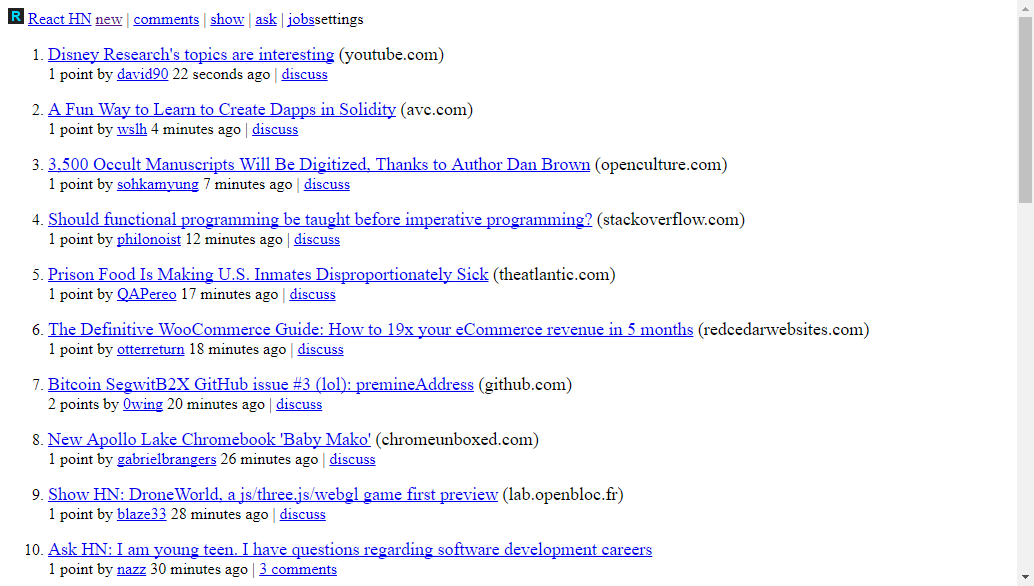 R React HN new | comments | show | ask | jobssettings
1. Disney Research's topics are interesting (youtube.com)
1 point by david90 22 seconds ago | discuss
2. A Fun Way to Learn to Create Dapps in Solidity (avc.com)
1 point by wslh 4 minutes ago | discuss
3. 3,500 Occult Manuscripts Will Be Digitized, Thanks to Author Dan Brown (openculture.com)
1 point by sohkamyung 7 minutes ago | discuss
4. Should functional programming be taught before imperative programming? (stackoverflow.com)
1 point by philonoist 12 minutes ago | discuss
5. Prison Food Is Making U.S. Inmates Disproportionately Sick (theatlantic.com)
1 point by QAPereo 17 minutes ago | discuss
6. The Definitive WooCommerce Guide: How to 19x your eCommerce revenue in 5 months (redcedarwebsites.com)
1 point by otterreturn 18 minutes ago | discuss
7. Bitcoin SegwitB2X GitHub issue #3 (lol): premineAddress (github.com)
2 points by 0wing 20 minutes ago | discuss
8. New Apollo Lake Chromebook 'Baby Mako' (chromeunboxed.com)
1 point by gabrielbrangers 26 minutes ago | discuss
9. Show HN: DroneWorld, a js/three.js/webgl game first preview (lab.openbloc.fr)
1 point by blaze33 28 minutes ago | discuss
10. Ask HN: I am young teen. I have questions regarding software development careers
1 point by nazz 30 minutes ago | 3 comments